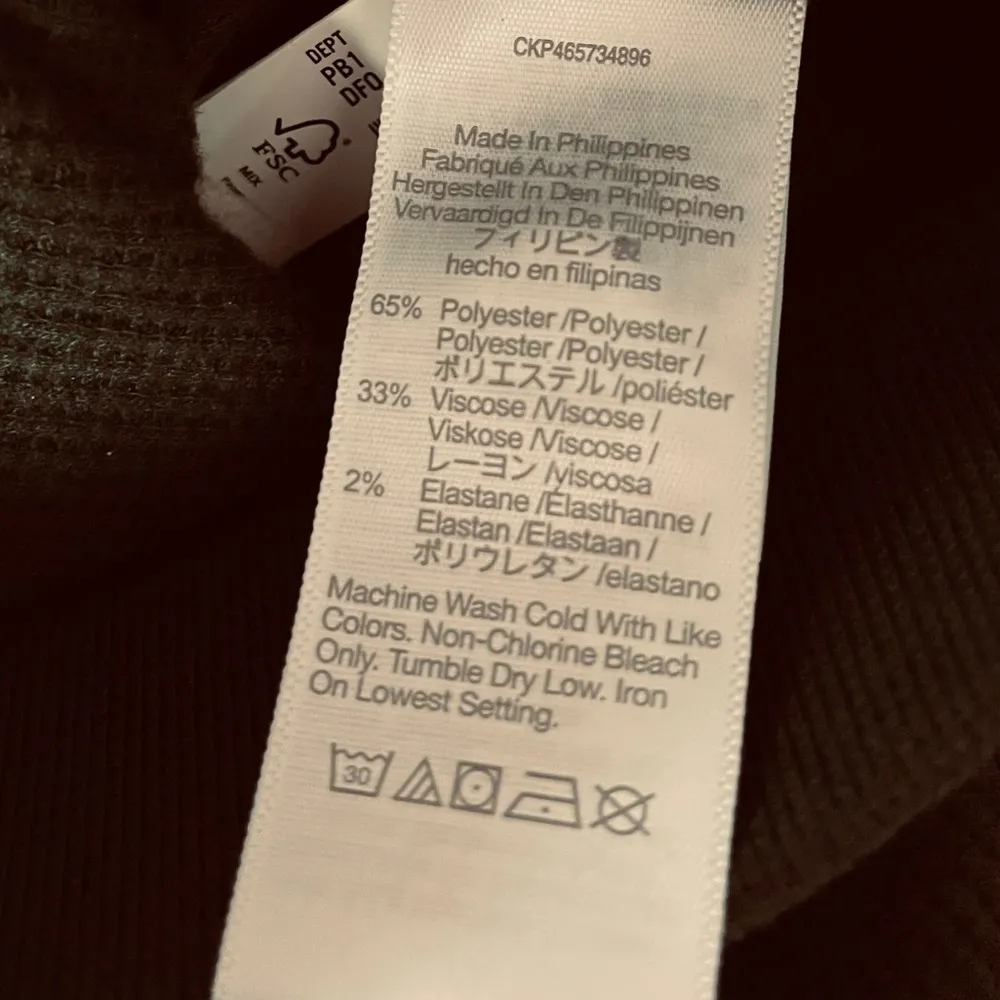 DEPT
PB1
DFO
FSC
MIX
CKP465734896
Made In Philippines
Fabriqué Aux Philippines
Hergestellt In Den Philippinen
Vervaardigd In De Filippijnen
フィリピン製
hecho en filipinas
65% Polyester /Polyester /
Polyester /Polyester /
ポリエステル /poliéster
33% Viscose /Viscose /
Viskose /Viscose /
レーヨン /viscosa
2% Elastane /Élasthanne /
Elastan /Elastaan /
ポリウレタン /elastano
Machine Wash Cold With Like
Colors. Non-Chlorine Bleach
Only. Tumble Dry Low. Iron
On Lowest Setting.
30